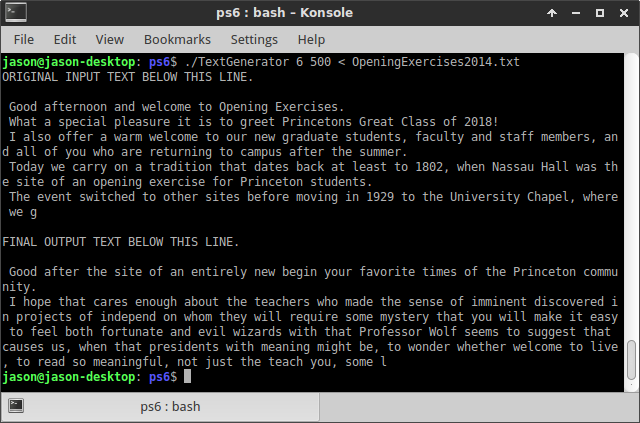 ps6 : bash – Konsole
File Edit View Bookmarks Settings Help
jason@jason-desktop: ps6$ ./TextGenerator 6 500 < OpeningExercises2014.txt
ORIGINAL INPUT TEXT BELOW THIS LINE.
Good afternoon and welcome to Opening Exercises.
What a special pleasure it is to greet Princetons Great Class of 2018!
I also offer a warm welcome to our new graduate students, faculty and staff members, an
d all of you who are returning to campus after the summer.
Today we carry on a tradition that dates back at least to 1802, when Nassau Hall was th
e site of an opening exercise for Princeton students.
The event switched to other sites before moving in 1929 to the University Chapel, where
we g
FINAL OUTPUT TEXT BELOW THIS LINE.
Good after the site of an entirely new begin your favorite times of the Princeton commu
nity.
I hope that cares enough about the teachers who made the sense of imminent discovered i
n projects of independ on whom they will require some mystery that you will make it easy
to feel both fortunate and evil wizards with that Professor Wolf seems to suggest that
causes us, when that presidents with meaning might be, to wonder whether welcome to live
, to read so meaningful, not just the teach you, some l
jason@jason-desktop: ps6$
ps6 : bash